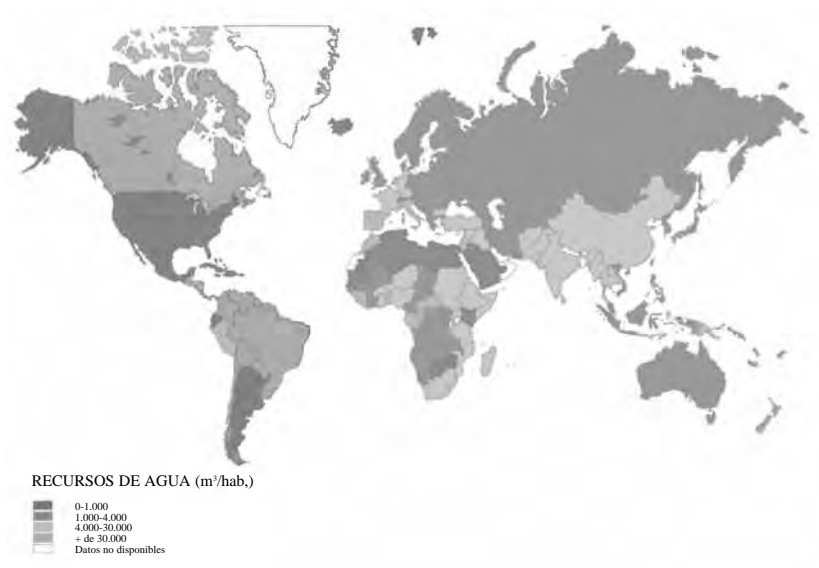 RECURSOS DE AGUA (m³/hab,)
0-1.000
1.000-4.000
4.000-30.000
+ de 30.000
Datos no disponibles